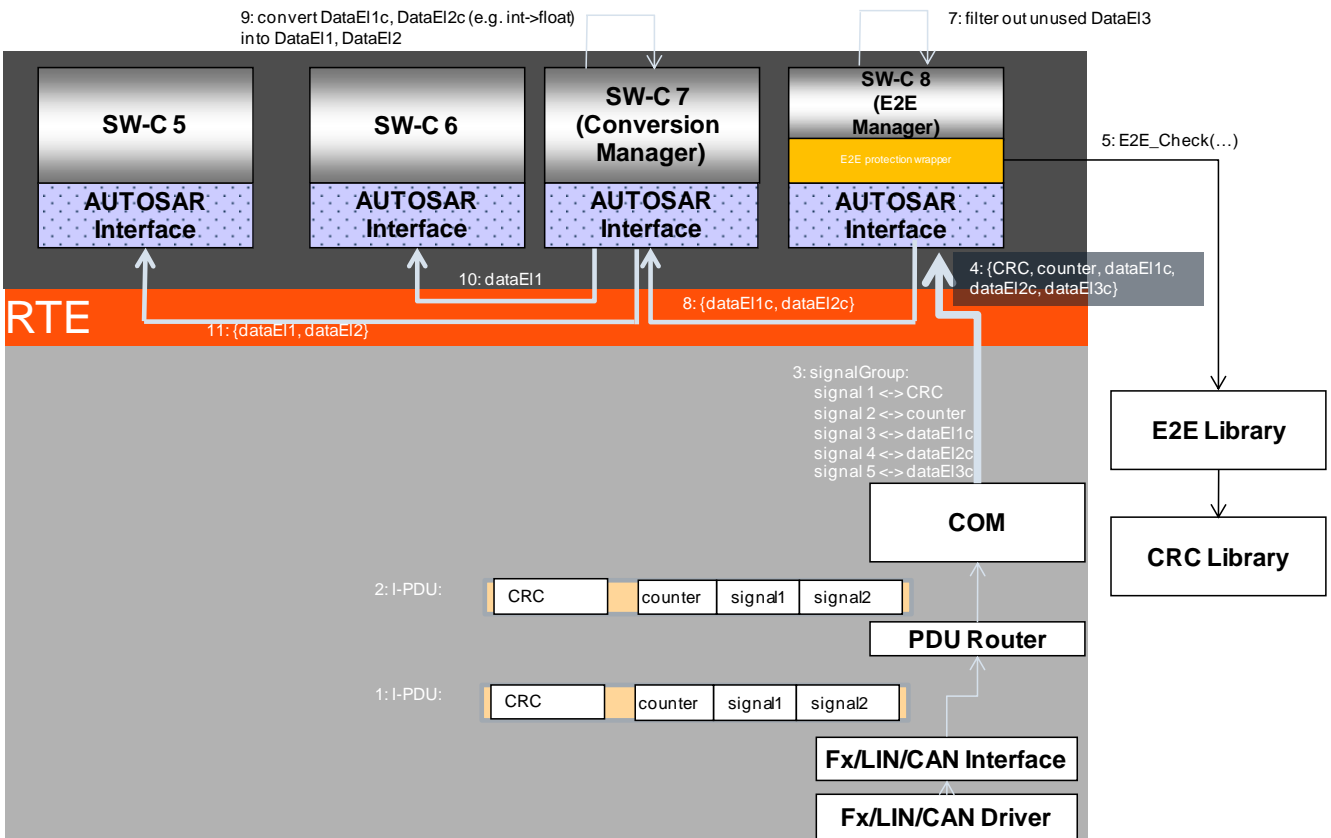 9: convert DataEl1c, DataEl2c (e.g. int->float)
into DataEl1, DataEl2
7: filter out unused DataEl3
SW-C 5
AUTOSAR
Interface
SW-C 6
AUTOSAR
Interface
SW-C 7
(Conversion
Manager)
AUTOSAR
Interface
SW-C 8
(E2E
Manager)
E2E protection wrapper
AUTOSAR
Interface
5: E2E_Check(…)
4: {CRC, counter, dataEl1c,
dataEl2c, dataEl3c}
10: dataEl1
8: {dataEl1c, dataEl2c}
RTE
11: {dataEl1, dataEl2}
3: signalGroup:
signal 1 <-> CRC
signal 2 <-> counter
signal 3 <-> dataEl1c
signal 4 <-> dataEl2c
signal 5 <-> dataEl3c
E2E Library
COM
CRC Library
2: I-PDU:
CRC
counter
signal1
signal2
PDU Router
1: I-PDU:
CRC
counter
signal1
signal2
Fx/LIN/CAN Interface
Fx/LIN/CAN Driver